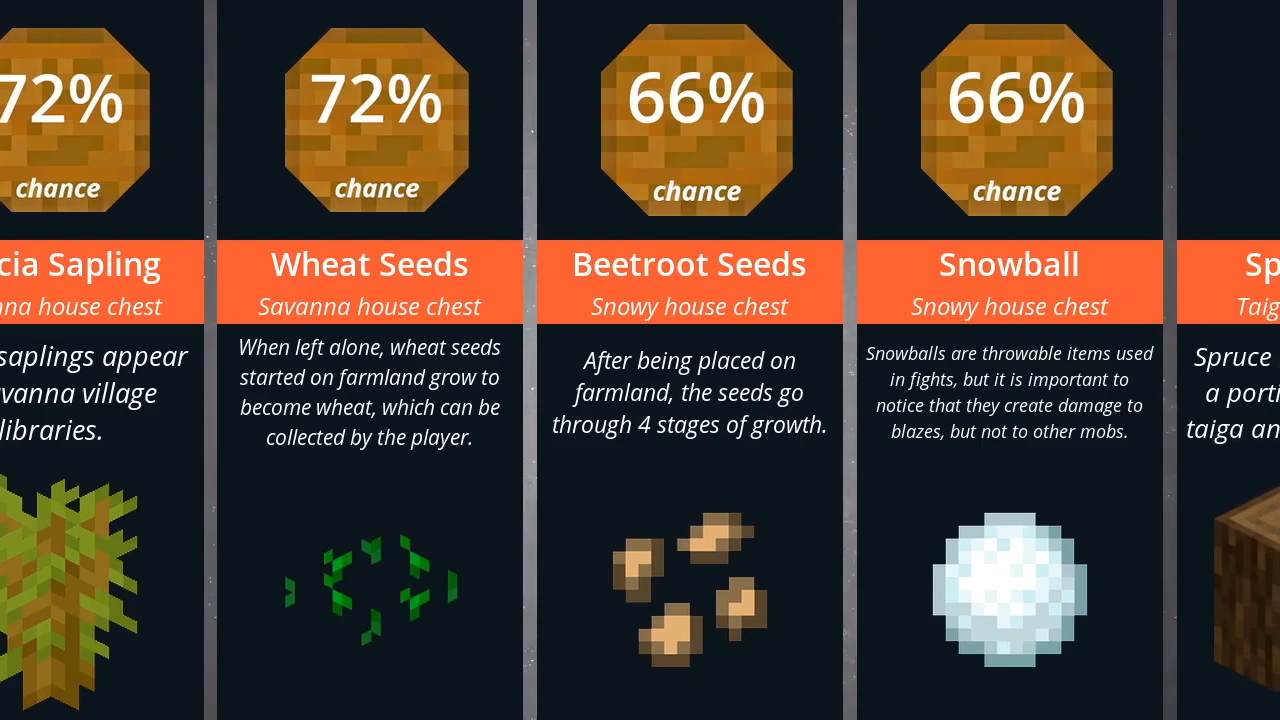 72%
chance
cia Sapling
nna house chest
saplings appear
vanna village
libraries.
72%
chance
Wheat Seeds
Savanna house chest
When left alone, wheat seeds
started on farmland grow to
become wheat, which can be
collected by the player.
66%
chance
Beetroot Seeds
Snowy house chest
After being placed on
farmland, the seeds go
through 4 stages of growth.
66%
chance
Snowball
Snowy house chest
Snowballs are throwable items used
in fights, but it is important to
notice that they create damage to
blazes, but not to other mobs.
Sp
Taig
Spruce
a porti
taiga an